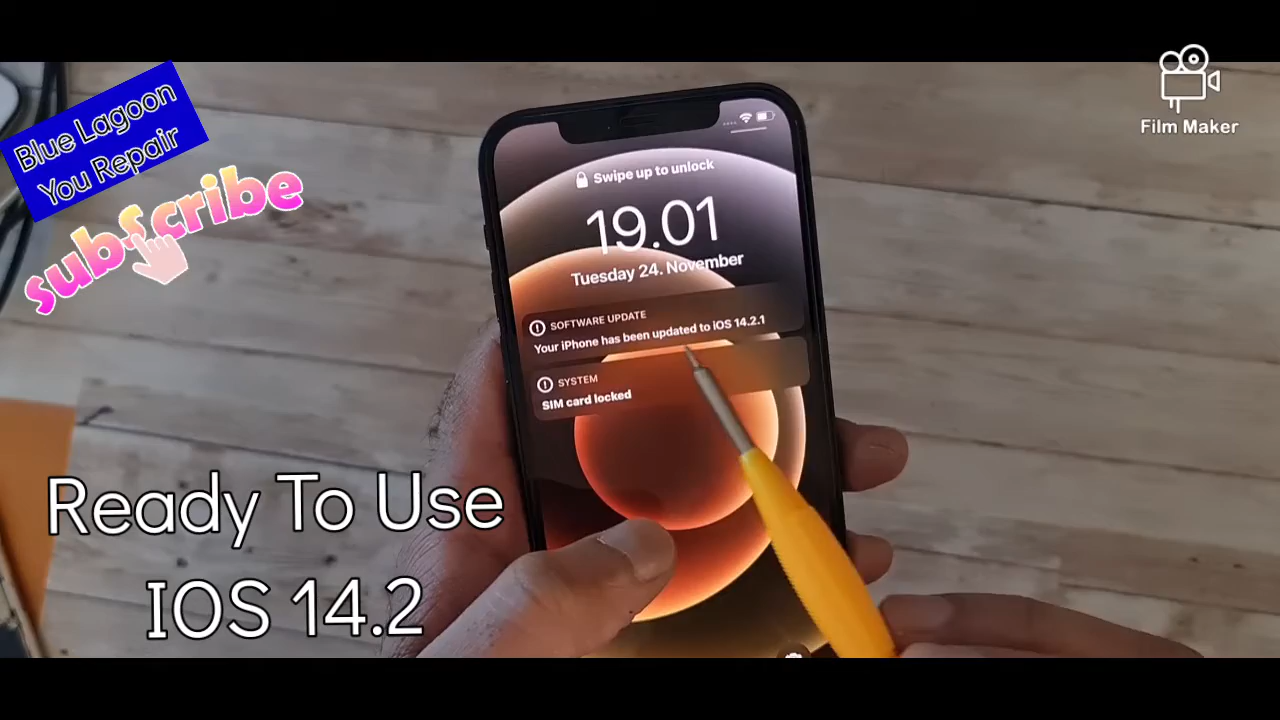 Blue Lagoon
You Repair
subscribe
Film Maker
Swipe up to unlock
19.01
Tuesday 24. November
SOFTWARE UPDATE
Your iPhone has been updated to iOS 14.2.1
SYSTEM
SIM card locked
Ready To Use
IOS 14.2